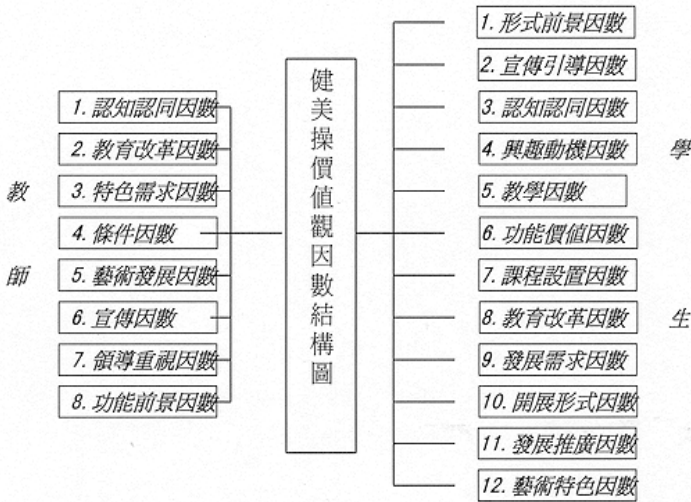 教師
1. 認知認同因數
2. 教育改革因數
3. 特色需求因數
4. 條件因數
5. 藝術發展因數
6. 宣傳因數
7. 領導重視因數
8. 功能前景因數
健美操價值觀因數結構圖
1. 形式前景因數
2. 宣傳引導因數
3. 認知認同因數
4. 興趣動機因數
5. 教學因數
6. 功能價值因數
7. 課程設置因數
8. 教育改革因數
9. 發展需求因數
10. 開展形式因數
11. 發展推廣因數
12. 藝術特色因數
學生